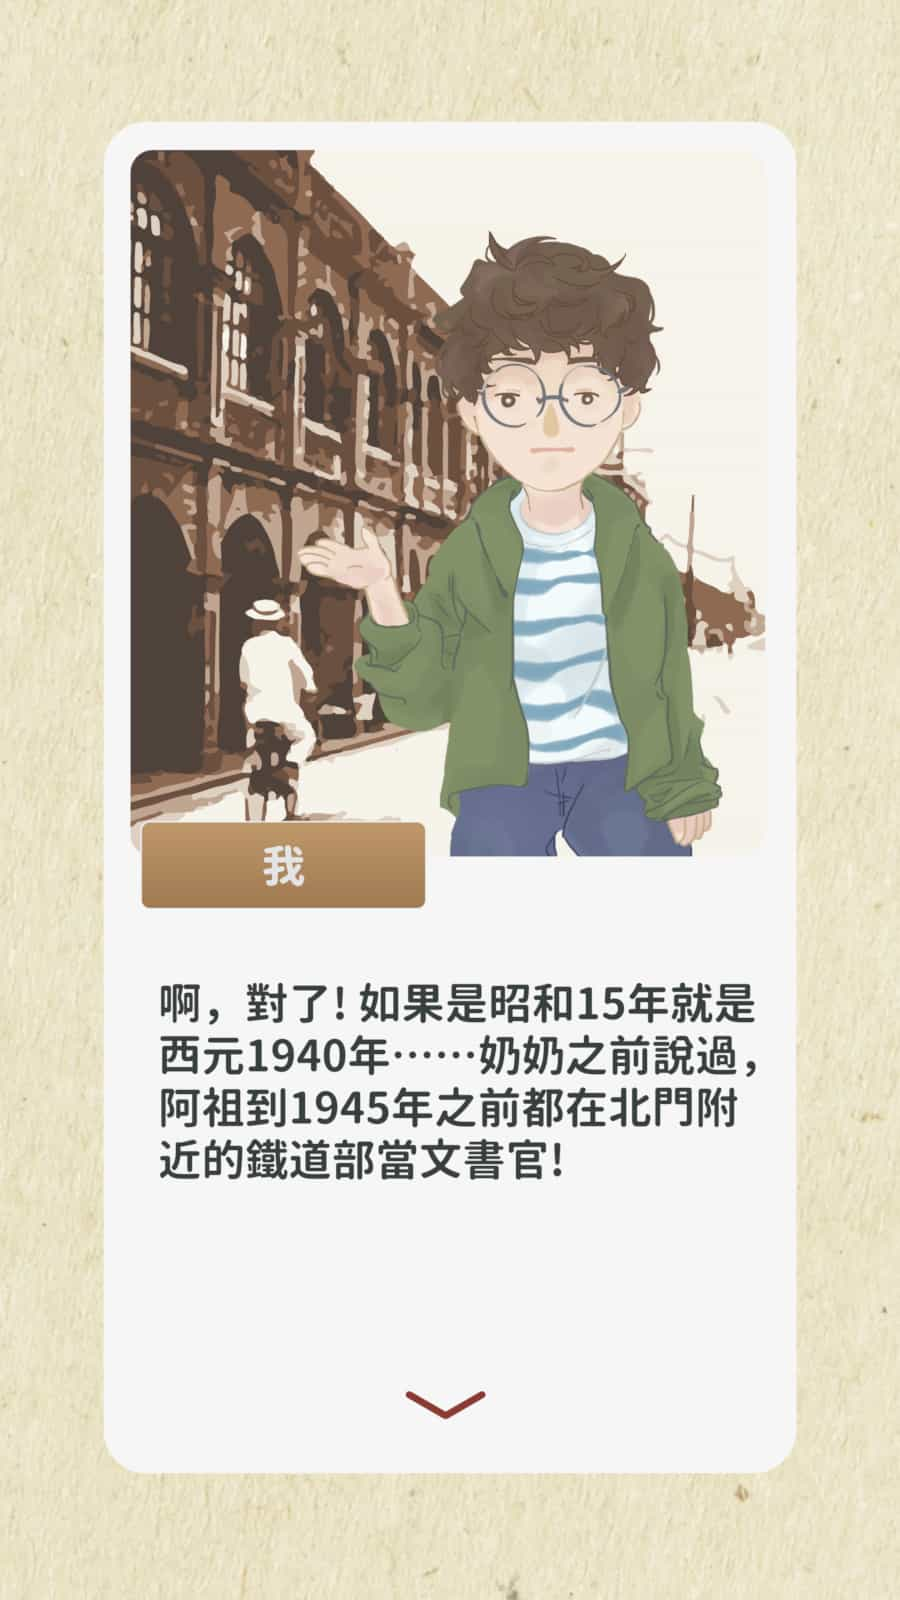 我
啊，對了! 如果是昭和15年就是
西元1940年⋯⋯奶奶之前說過，
阿祖到1945年之前都在北門附
近的鐵道部當文書官!